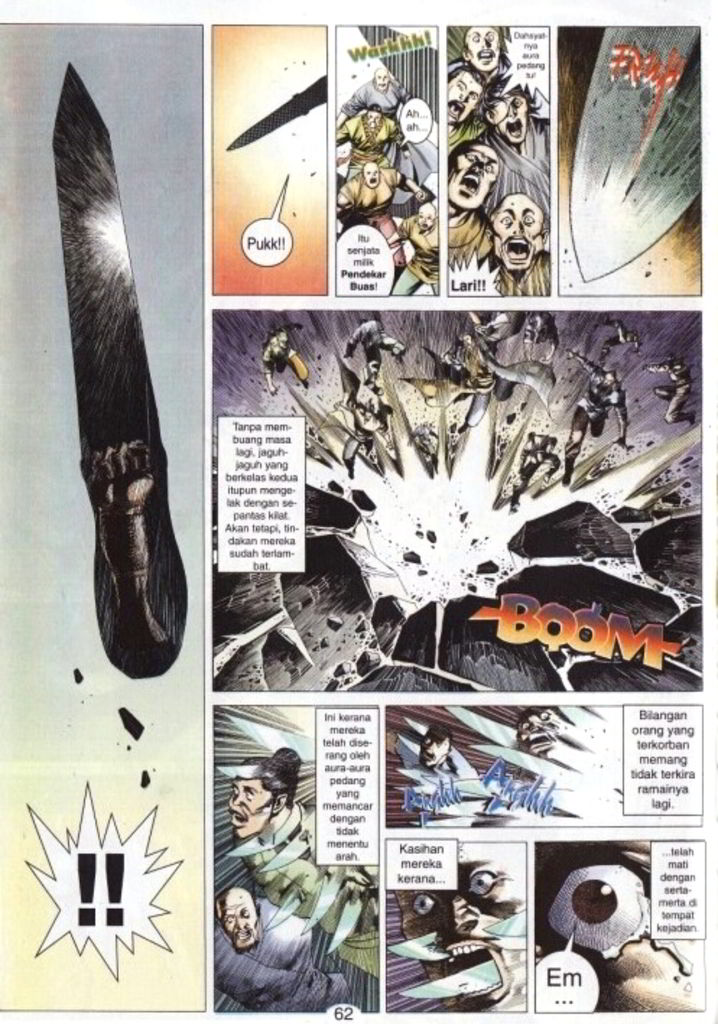 !!
Pukk!!
Warkhh!
Ah...
ah...
Itu
senjata
milik
Pendekar
Buas!
Dahsyat-
nya
aura
pedang
tu!
Lari!!
Tanpa mem-
buang masa
lagi, jaguh-
jaguh yang
berkelas kedua
itupun menge-
lak dengan se-
pantas kilat.
Akan tetapi, tin-
dakan mereka
sudah terlam-
bat.
BOOM
Ini kerana
mereka
telah dise-
rang oleh
aura-aura
pedang
yang
memancar
dengan
tidak
menentu
arah.
Bilangan
orang yang
terkorban
memang
tidak terkira
ramainya
lagi.
Kasihan
mereka
kerana...
...telah
mati
dengan
serta-
merta di
tempat
kejadian.
Em
...
62